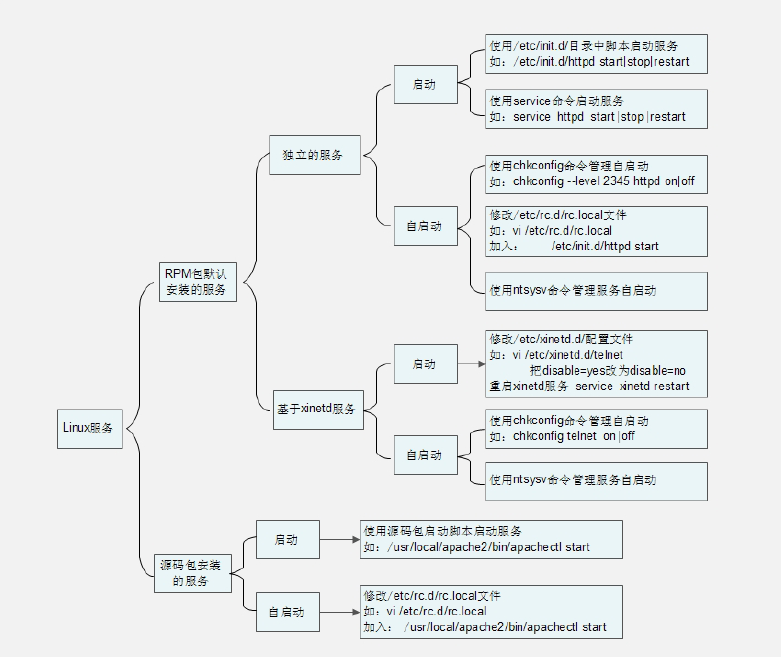 Linux服务
RPM包默认
安装的服务
独立的服务
启动
使用/etc/init.d/目录中脚本启动服务
如：/etc/init.d/httpd start|stop|restart
使用service命令启动服务
如：service httpd start|stop|restart
自启动
使用chkconfig命令管理自启动
如：chkconfig --level 2345 httpd on|off
修改/etc/rc.d/rc.local文件
如：vi /etc/rc.d/rc.local
加入： /etc/init.d/httpd start
使用ntsysv命令管理服务自启动
基于xinetd服务
启动
修改/etc/xinetd.d/配置文件
如：vi /etc/xinetd.d/telnet
把disable=yes改为disable=no
重启xinetd服务 service xinetd restart
自启动
使用chkconfig命令管理自启动
如：chkconfig telnet on|off
使用ntsysv命令管理服务自启动
源码包安装
的服务
启动
使用源码包启动脚本启动服务
如：/usr/local/apache2/bin/apachectl start
自启动
修改/etc/rc.d/rc.local文件
如：vi /etc/rc.d/rc.local
加入： /usr/local/apache2/bin/apachectl start